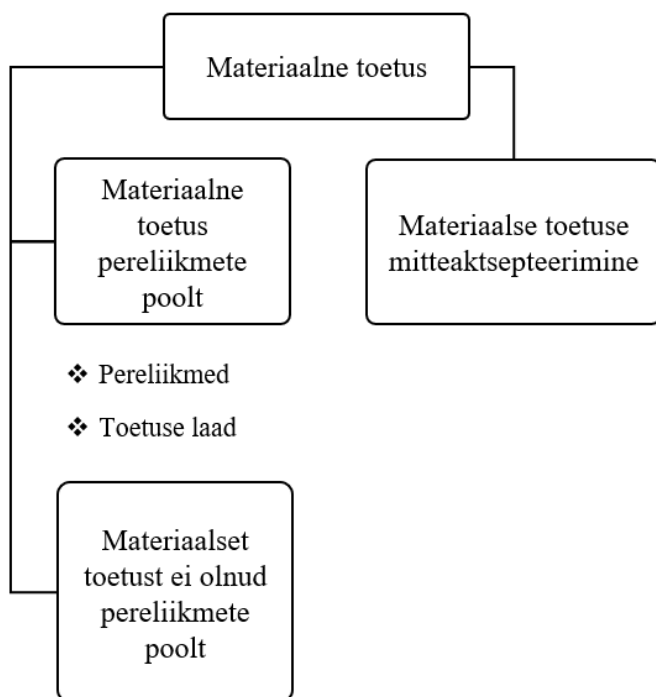 Materiaalne toetus
Materiaalne
toetus
pereliikmete
poolt
Materiaalse toetuse
mitteaktsepteerimine
❖ Pereliikmed
❖ Toetuse laad
Materiaalset
toetust ei olnud
pereliikmete
poolt